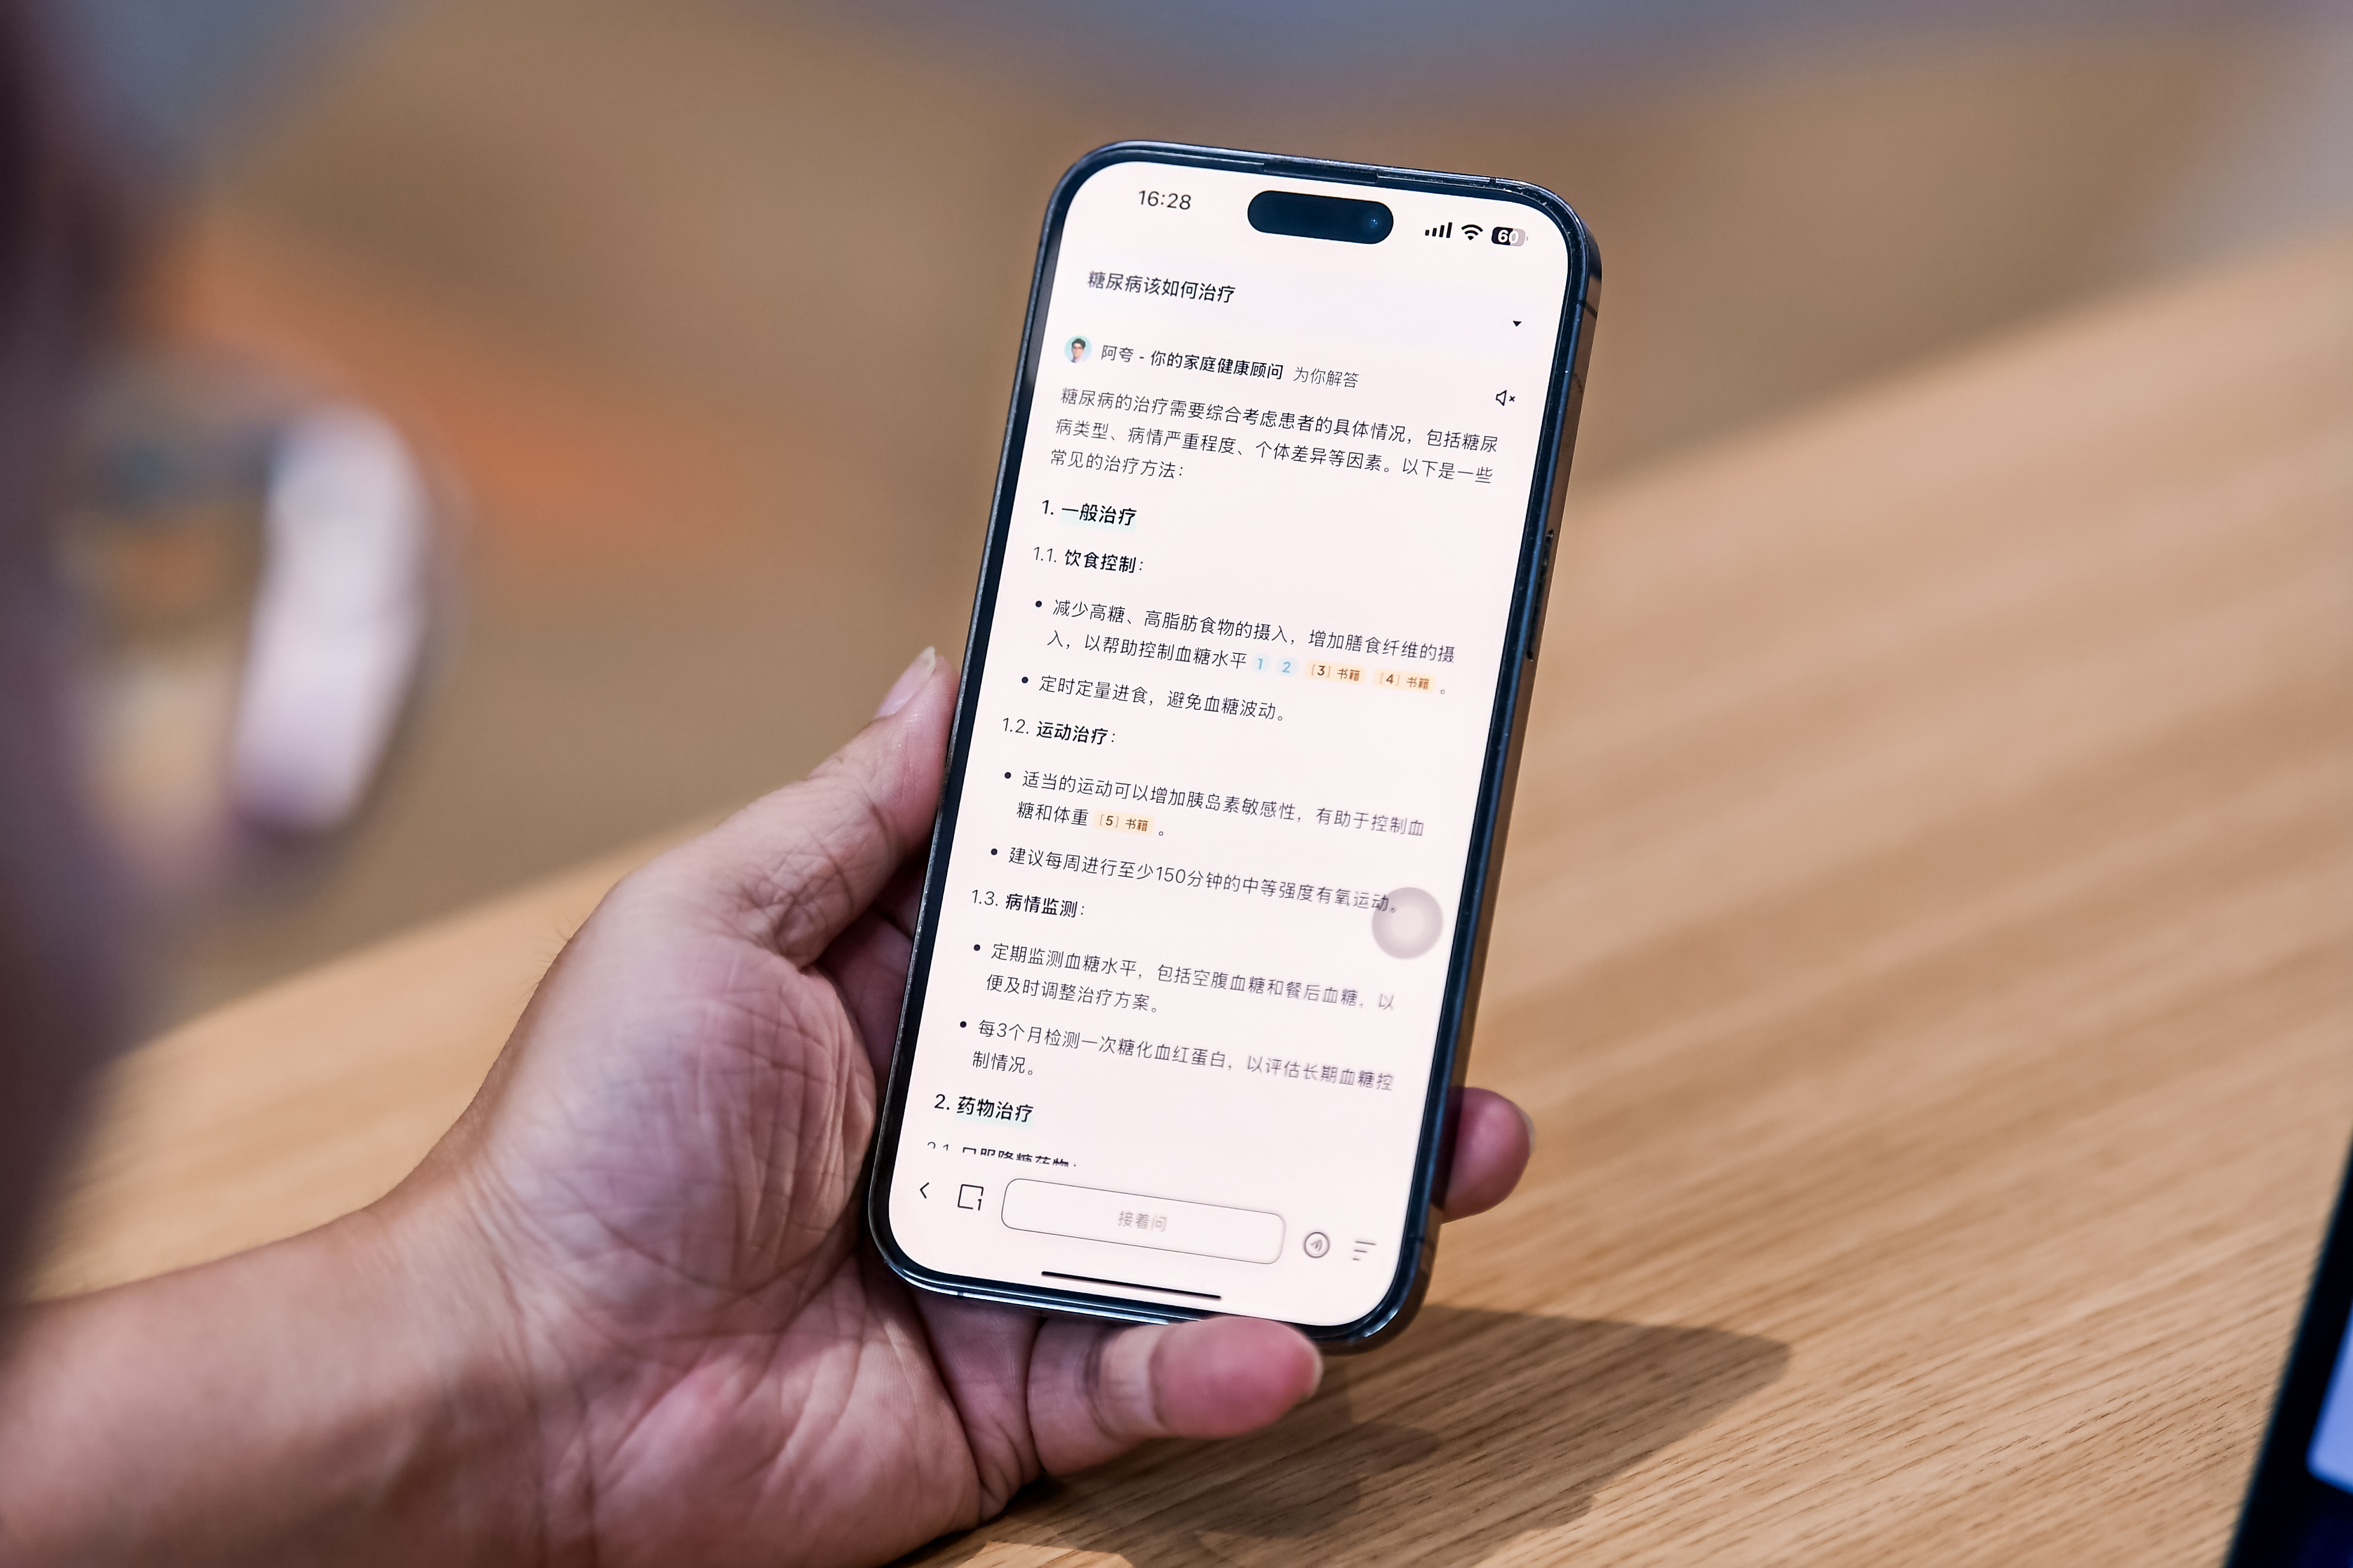 16:28
60
糖尿病该如何治疗
阿夸 - 你的家庭健康顾问 为你解答
糖尿病的治疗需要综合考虑患者的具体情况，包括糖尿
病类型、病情严重程度、个体差异等因素。以下是一些
常见的治疗方法：
1. 一般治疗
1.1. 饮食控制：
• 减少高糖、高脂肪食物的摄入，增加膳食纤维的摄
入，以帮助控制血糖水平 1 2 [3] 书籍 [4] 书籍 。
• 定时定量进食，避免血糖波动。
1.2. 运动治疗：
• 适当的运动可以增加胰岛素敏感性，有助于控制血
糖和体重 [5] 书籍 。
• 建议每周进行至少150分钟的中等强度有氧运动。
1.3. 病情监测：
• 定期监测血糖水平，包括空腹血糖和餐后血糖，以
便及时调整治疗方案。
• 每3个月检测一次糖化血红蛋白，以评估长期血糖控
制情况。
2. 药物治疗
2.1. 口服降糖药物：
1
接着问